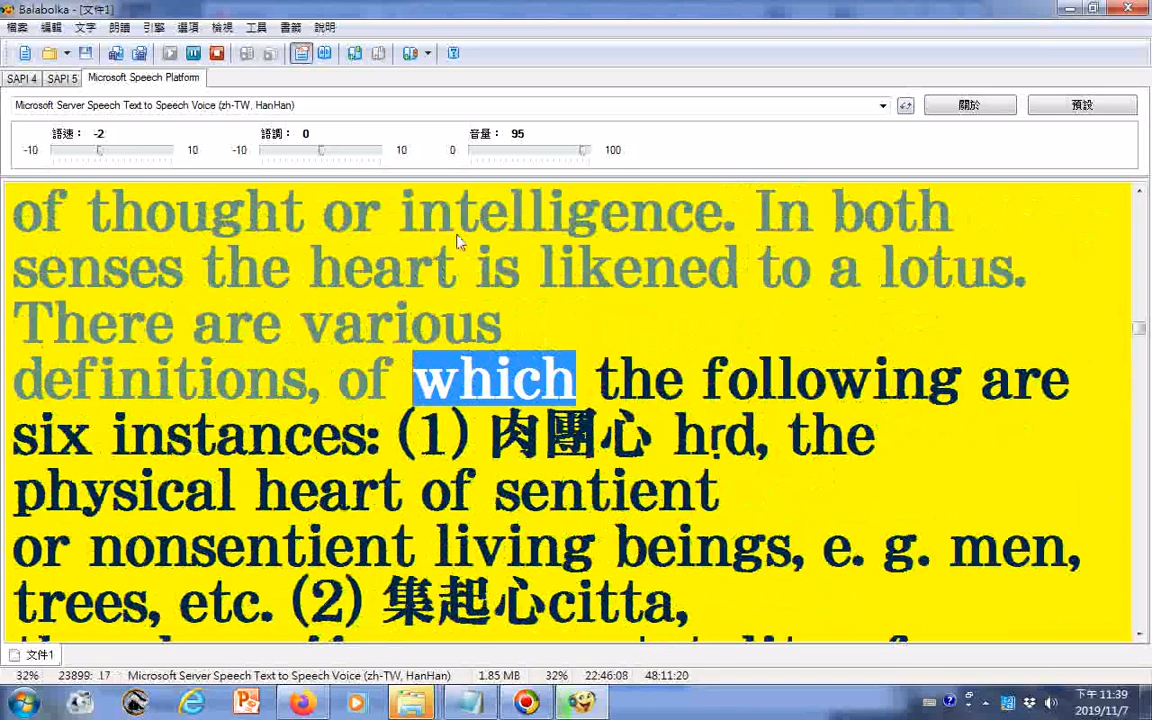 Balabolka - [文件1]
檔案 編輯 文字 朗讀 引擎 選項 檢視 工具 書籤 說明
SAPI 4 SAPI 5 Microsoft Speech Platform
Microsoft Server Speech Text to Speech Voice (zh-TW, HanHan) 關於 預設
語速： -2 語調： 0 音量： 95
-10 10 -10 10 0 100
of thought or intelligence. In both
senses the heart is likened to a lotus.
There are various
definitions, of which the following are
six instances: (1) 肉團心 hṛd, the
physical heart of sentient
or nonsentient living beings, e. g. men,
trees, etc. (2) 集起心citta,
文件1
32% 23899: 17 Microsoft Server Speech Text to Speech Voice (zh-TW, HanHan) 1.85 MB 32% 22:46:08 48:11:20
下午 11:39
2019/11/7